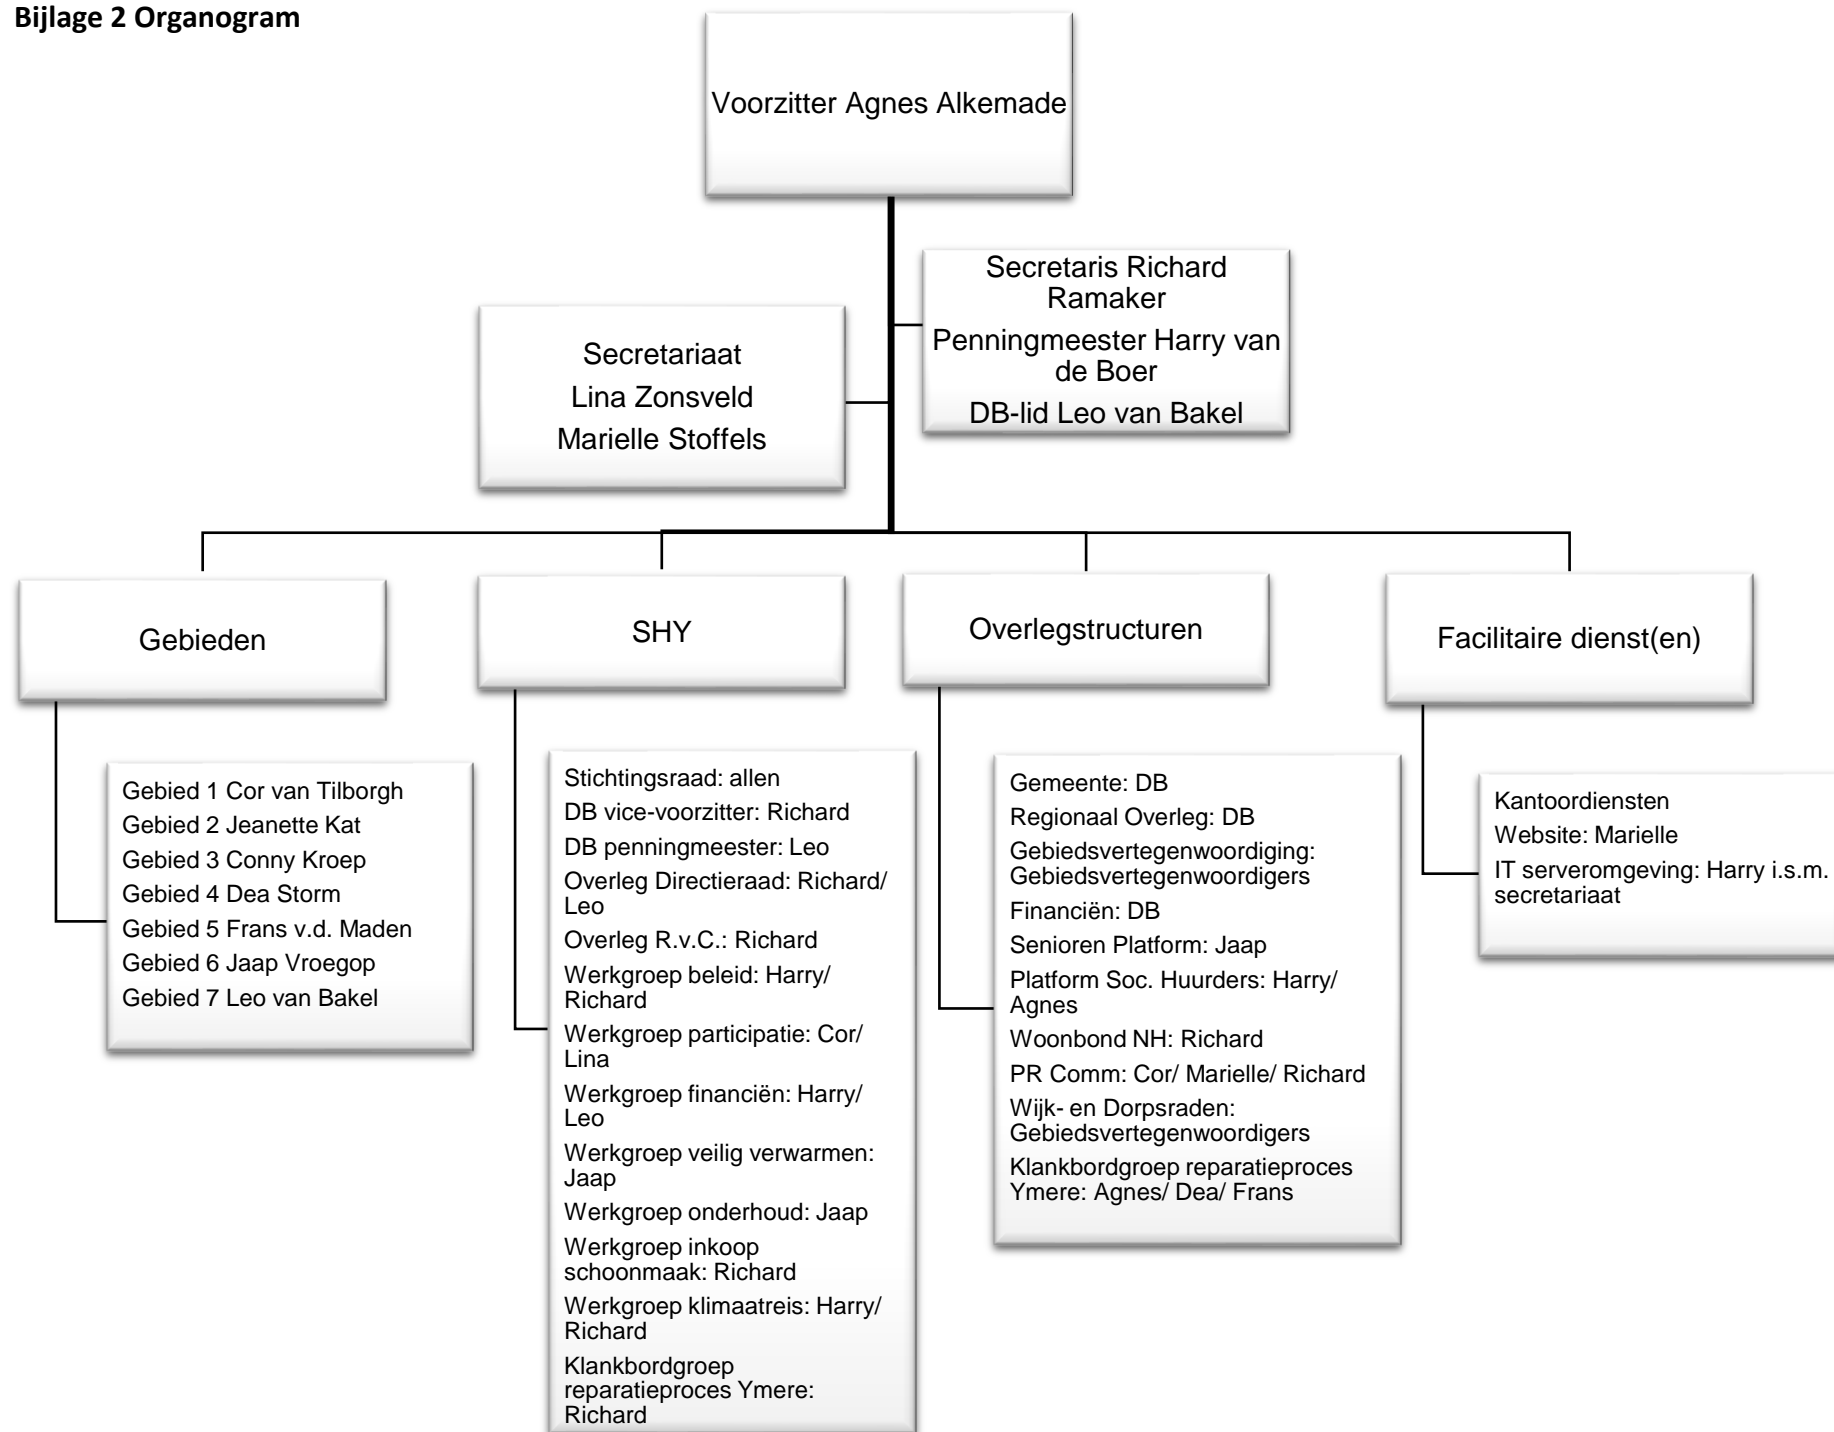 Bijlage 2 Organogram
Voorzitter Agnes Alkemade
Secretaris Richard
Ramaker
Penningmeester Harry van
de Boer
DB-lid Leo van Bakel
Secretariaat
Lina Zonsveld
Marielle Stoffels
Gebieden
SHY
Overlegstructuren
Facilitaire dienst(en)
Gebied 1 Cor van Tilborgh
Gebied 2 Jeanette Kat
Gebied 3 Conny Kroep
Gebied 4 Dea Storm
Gebied 5 Frans v.d. Maden
Gebied 6 Jaap Vroegop
Gebied 7 Leo van Bakel
Stichtingsraad: allen
DB vice-voorzitter: Richard
DB penningmeester: Leo
Overleg Directieraad: Richard/
Leo
Overleg R.v.C.: Richard
Werkgroep beleid: Harry/
Richard
Werkgroep participatie: Cor/
Lina
Werkgroep financiën: Harry/
Leo
Werkgroep veilig verwarmen:
Jaap
Werkgroep onderhoud: Jaap
Werkgroep inkoop
schoonmaak: Richard
Werkgroep klimaatreis: Harry/
Richard
Klankbordgroep
reparatieproces Ymere:
Richard
Gemeente: DB
Regionaal Overleg: DB
Gebiedsvertegenwoordiging:
Gebiedsvertegenwoordigers
Financiën: DB
Senioren Platform: Jaap
Platform Soc. Huurders: Harry/
Agnes
Woonbond NH: Richard
PR Comm: Cor/ Marielle/ Richard
Wijk- en Dorpsraden:
Gebiedsvertegenwoordigers
Klankbordgroep reparatieproces
Ymere: Agnes/ Dea/ Frans
Kantoordiensten
Website: Marielle
IT serveromgeving: Harry i.s.m.
secretariaat